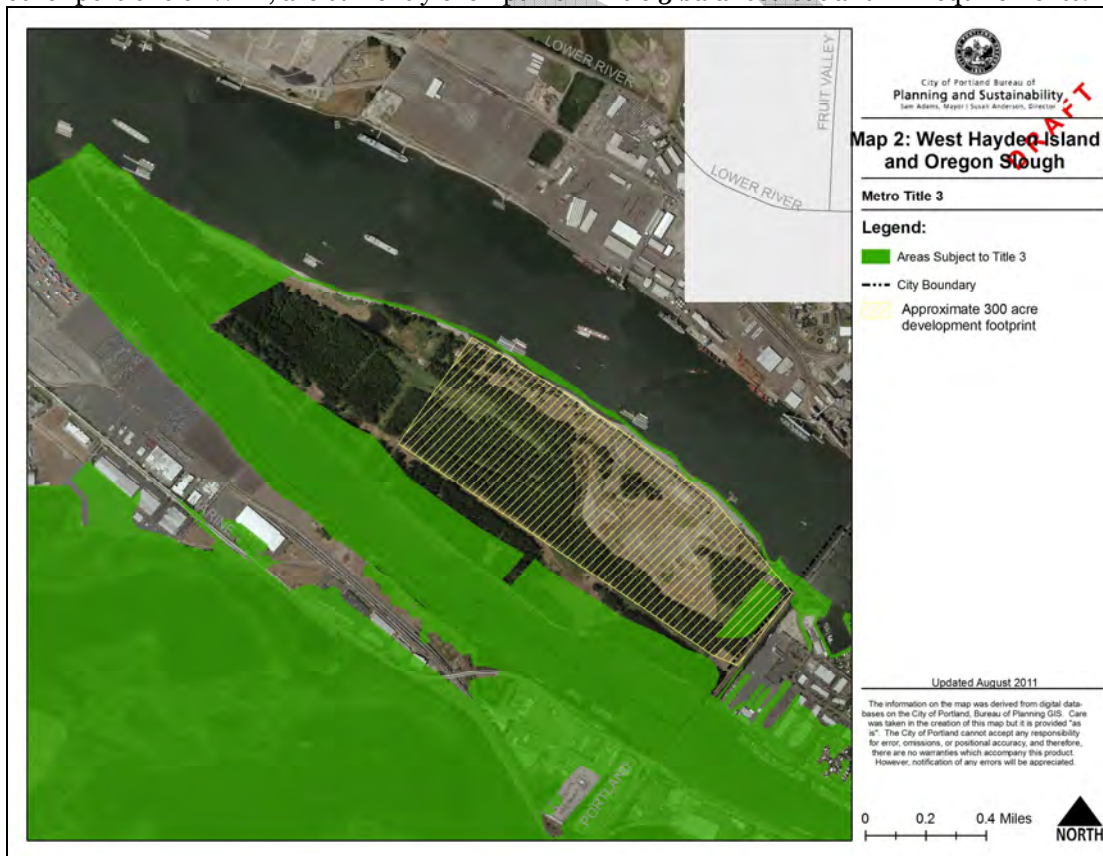 LOWER RIVER
FRUIT VALLEY
LOWER RIVER
MARINE
PORTLAND
City of Portland Bureau of
Planning and Sustainability
Sam Adams, Mayor | Susan Anderson, Director
DRAFT
Map 2: West Hayden Island
and Oregon Slough
Metro Title 3
Legend:
Areas Subject to Title 3
City Boundary
Approximate 300 acre
development footprint
Updated August 2011
The information on the map was derived from digital data-
bases on the City of Portland, Bureau of Planning GIS. Care
was taken in the creation of this map but it is provided "as
is". The City of Portland cannot accept any responsibility
for error, omissions, or positional accuracy, and therefore,
there are no warranties which accompany this product.
However, notification of any errors will be appreciated.
0 0.2 0.4 Miles
NORTH